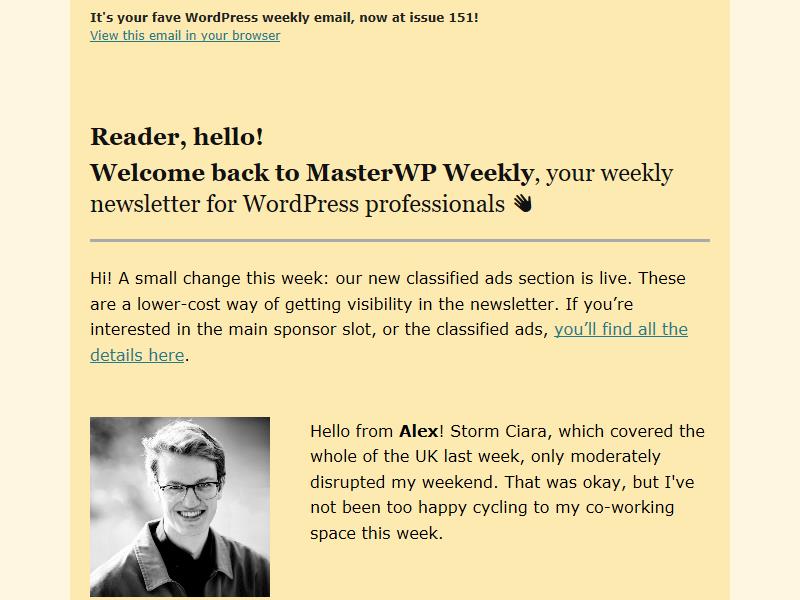 It's your fave WordPress weekly email, now at issue 151!
View this email in your browser
Reader, hello!
Welcome back to MasterWP Weekly, your weekly
newsletter for WordPress professionals 👋
Hi! A small change this week: our new classified ads section is live. These
are a lower-cost way of getting visibility in the newsletter. If you’re
interested in the main sponsor slot, or the classified ads, you’ll find all the
details here.
Hello from Alex! Storm Ciara, which covered the
whole of the UK last week, only moderately
disrupted my weekend. That was okay, but I've
not been too happy cycling to my co-working
space this week.